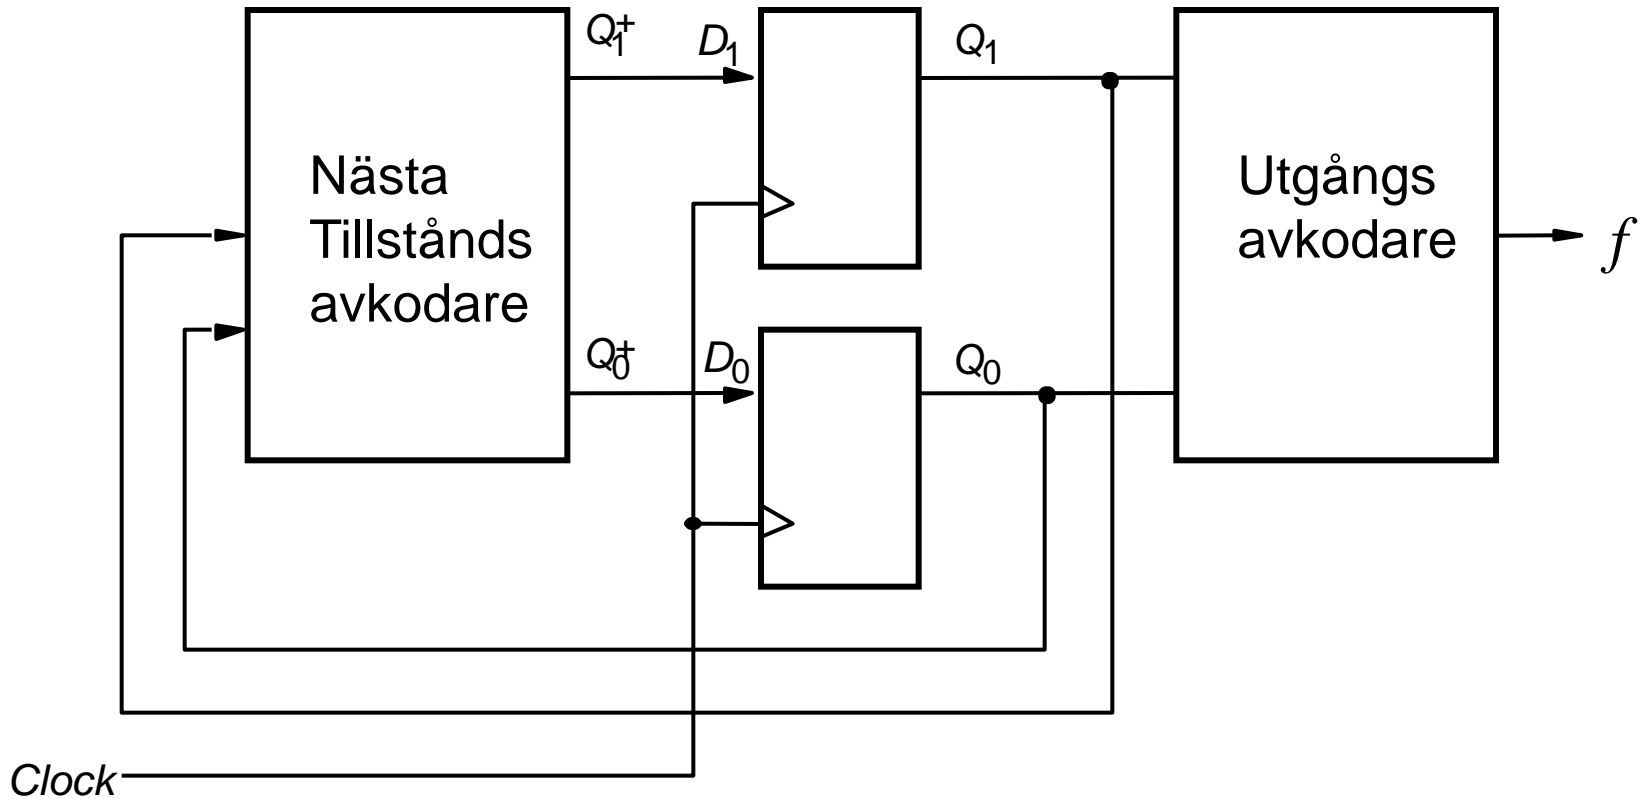 Q₁⁺
D₁
Q₁
Nästa
Tillstånds
avkodare
Utgångs
avkodare
f
Q₀⁺
D₀
Q₀
Clock